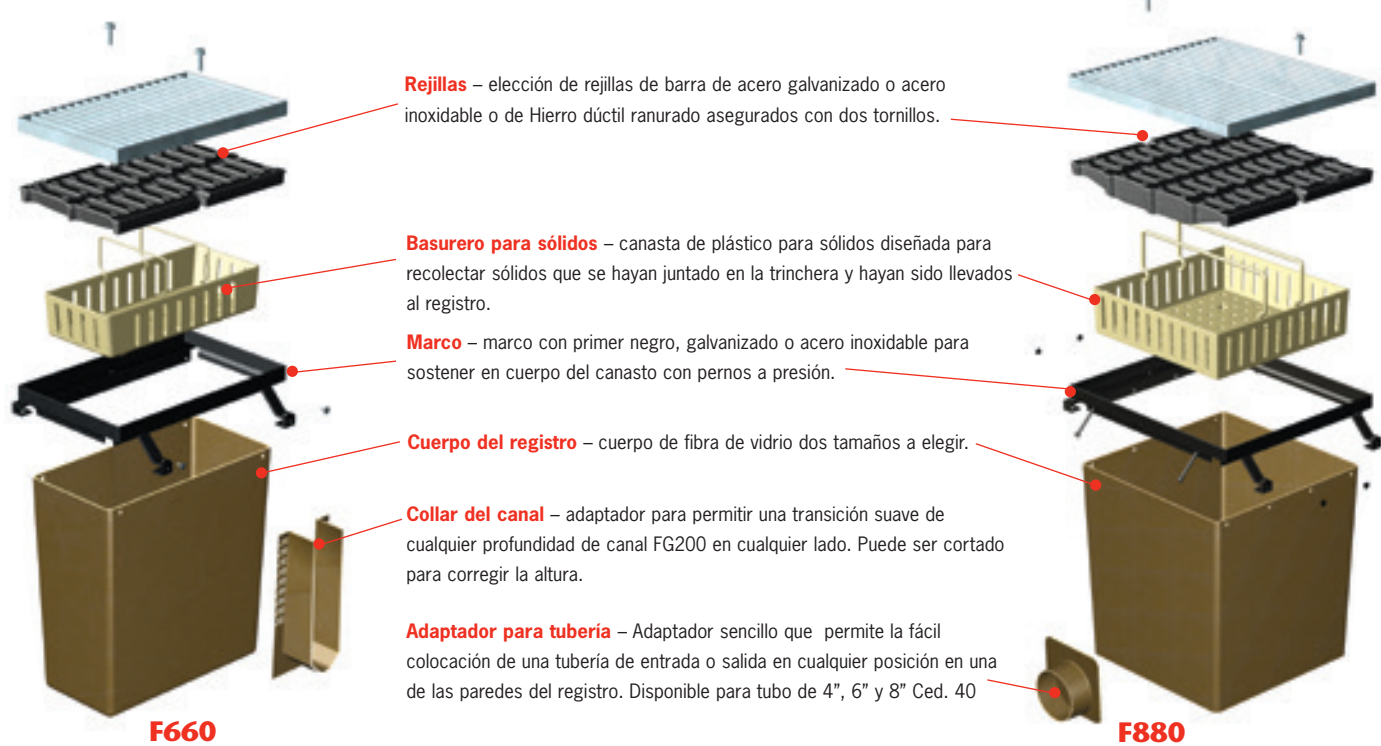 Rejillas – elección de rejillas de barra de acero galvanizado o acero
inoxidable o de Hierro dúctil ranurado asegurados con dos tornillos.
Basurero para sólidos – canasta de plástico para sólidos diseñada para
recolectar sólidos que se hayan juntado en la trinchera y hayan sido llevados
al registro.
Marco – marco con primer negro, galvanizado o acero inoxidable para
sostener en cuerpo del canasto con pernos a presión.
Cuerpo del registro – cuerpo de fibra de vidrio dos tamaños a elegir.
Collar del canal – adaptador para permitir una transición suave de
cualquier profundidad de canal FG200 en cualquier lado. Puede ser cortado
para corregir la altura.
Adaptador para tubería – Adaptador sencillo que  permite la fácil
colocación de una tubería de entrada o salida en cualquier posición en una
de las paredes del registro. Disponible para tubo de 4”, 6” y 8” Ced. 40
F660
F880